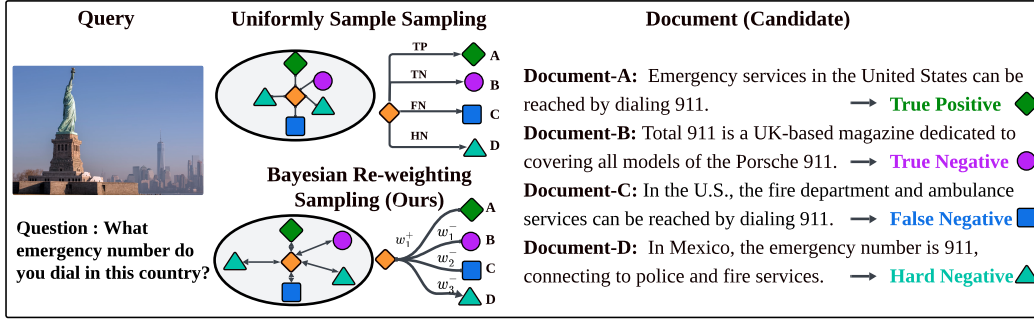 Query
Question : What
emergency number do
you dial in this country?
Uniformly Sample Sampling
TP
TN
FN
HN
A
B
C
D
Bayesian Re-weighting
Sampling (Ours)
w₁⁺
w₁⁻
w₂⁻
w₃⁻
A
B
C
D
Document (Candidate)
Document-A: Emergency services in the United States can be
reached by dialing 911. → True Positive
Document-B: Total 911 is a UK-based magazine dedicated to
covering all models of the Porsche 911. → True Negative
Document-C: In the U.S., the fire department and ambulance
services can be reached by dialing 911. → False Negative
Document-D: In Mexico, the emergency number is 911,
connecting to police and fire services. → Hard Negative